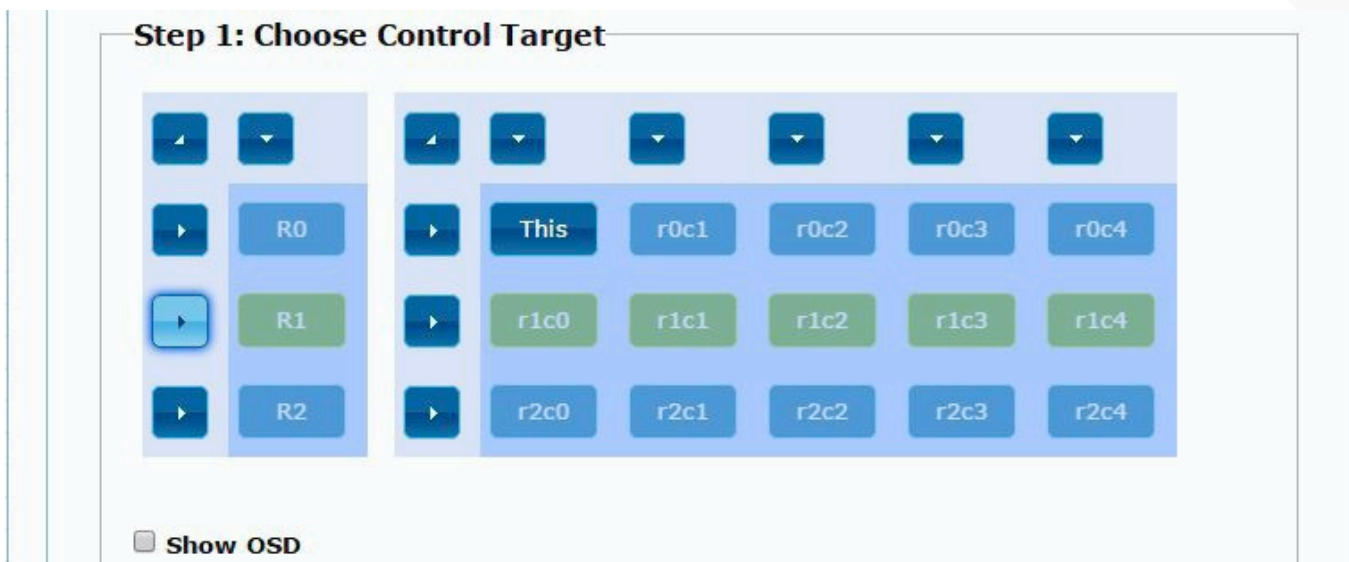 Step 1: Choose Control Target
R0 This r0c1 r0c2 r0c3 r0c4
R1 r1c0 r1c1 r1c2 r1c3 r1c4
R2 r2c0 r2c1 r2c2 r2c3 r2c4
Show OSD